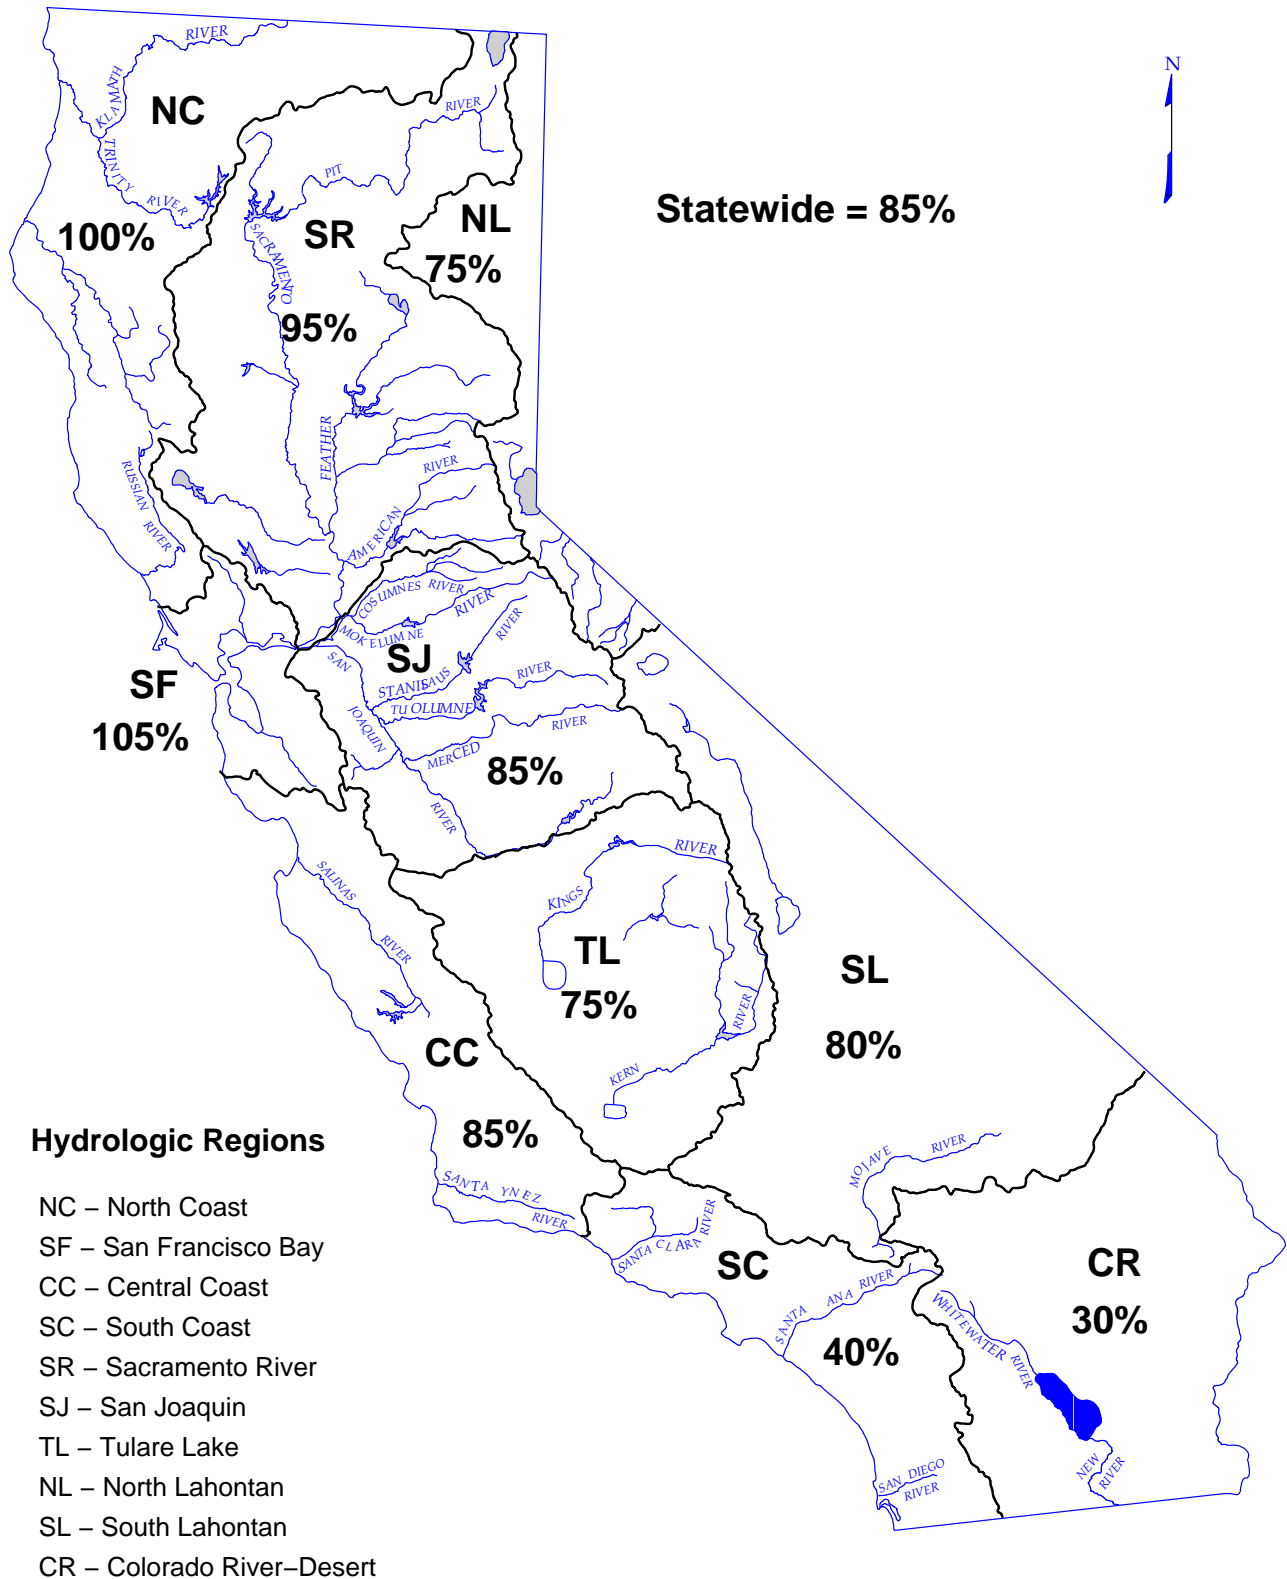 RIVER
N
KLAMATH
NC
RIVER
TRINITY RIVER
PIT
NL
Statewide = 85%
100%
SR
SACRAMENTO
75%
95%
FEATHER
RIVER
RUSSIAN RIVER
AMERICAN
COSUMNES RIVER
RIVER
MOKELUMNE
RIVER
SAN
SJ
SF
STANISLAUS
RIVER
TUOLUMNE
105%
JOAQUIN
RIVER
MERCED
85%
RIVER
RIVER
SALINAS
KINGS
RIVER
TL
SL
75%
RIVER
80%
CC
KERN
85%
Hydrologic Regions
MOJAVE RIVER
SANTA YNEZ
RIVER
NC – North Coast
SANTA CLARA RIVER
SF – San Francisco Bay
SC
CR
CC – Central Coast
SANTA ANA RIVER
WHITEWATER RIVER
30%
SC – South Coast
40%
SR – Sacramento River
SJ – San Joaquin
TL – Tulare Lake
NEW
RIVER
SAN DIEGO
RIVER
NL – North Lahontan
SL – South Lahontan
CR – Colorado River–Desert